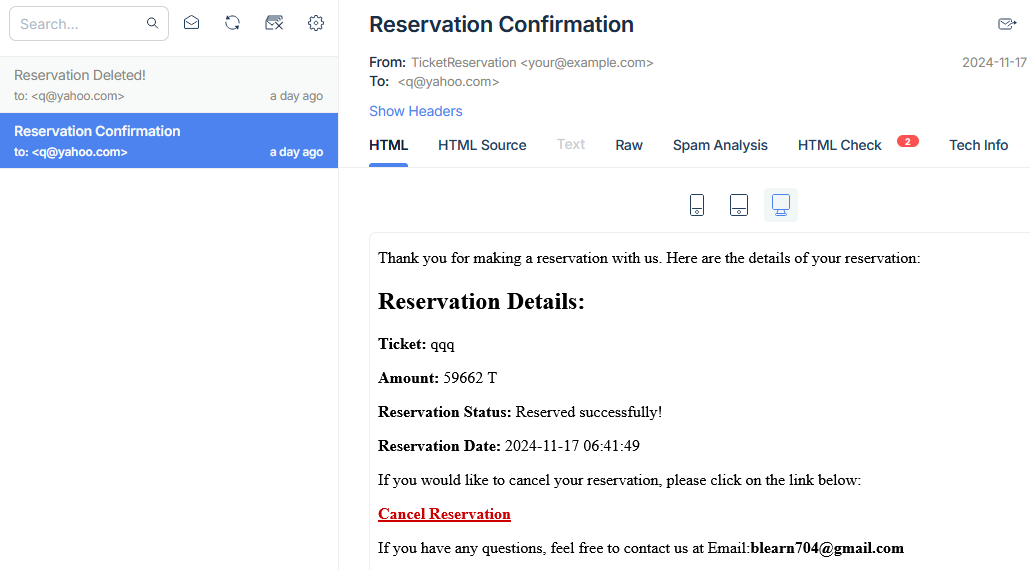 Search...
Reservation Deleted!
to: <q@yahoo.com> a day ago
Reservation Confirmation
to: <q@yahoo.com> a day ago
Reservation Confirmation
From: TicketReservation <your@example.com> 2024-11-17
To: <q@yahoo.com>
Show Headers
HTML HTML Source Text Raw Spam Analysis HTML Check 2 Tech Info
Thank you for making a reservation with us. Here are the details of your reservation:
Reservation Details:
Ticket: qqq
Amount: 59662 T
Reservation Status: Reserved successfully!
Reservation Date: 2024-11-17 06:41:49
If you would like to cancel your reservation, please click on the link below:
Cancel Reservation
If you have any questions, feel free to contact us at Email:blearn704@gmail.com